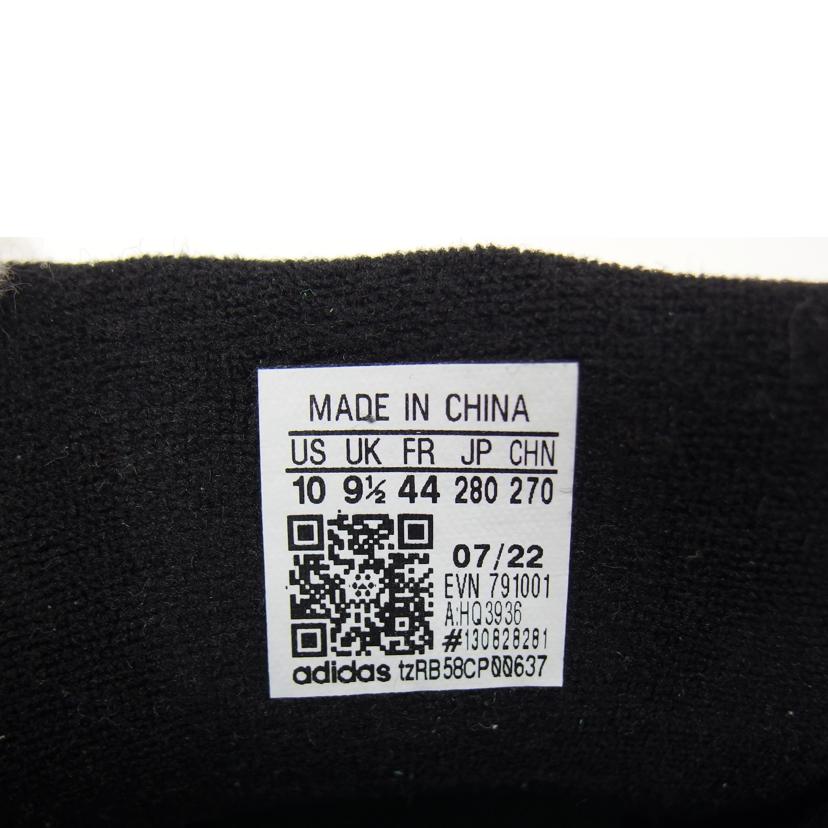 MADE IN CHINA
US UK FR JP CHN
10 9½ 44 280 270
07/22
EVN 791001
A:HQ3936
#130828281
adidas tzRB58CP00637